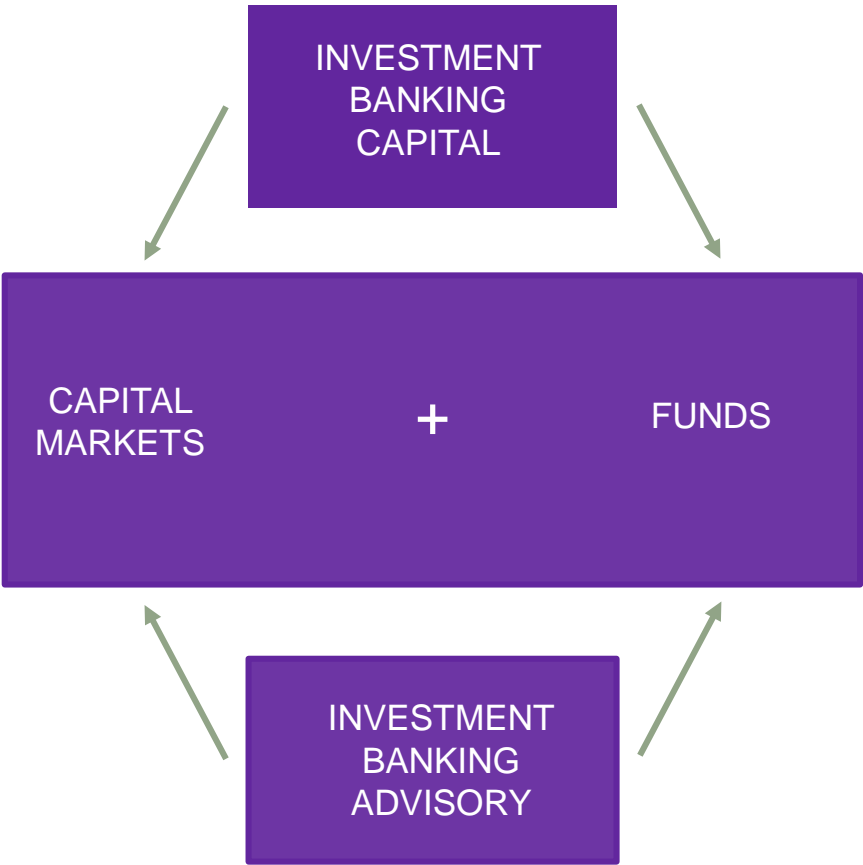 INVESTMENT
BANKING
CAPITAL
CAPITAL
MARKETS
+
FUNDS
INVESTMENT
BANKING
ADVISORY